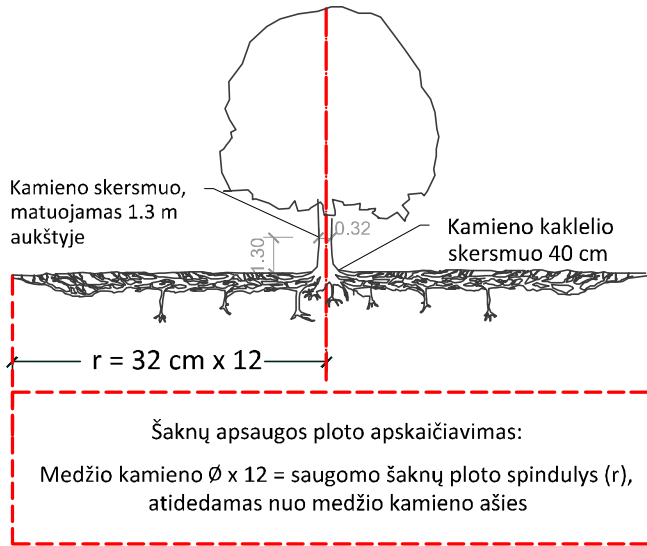 Kamieno skersmuo,
matuojamas 1.3 m
aukštyje
1.30
0.32
Kamieno kaklelio
skersmuo 40 cm
r = 32 cm x 12
Šaknų apsaugos ploto apskaičiavimas:
Medžio kamieno Ø x 12 = saugomo šaknų ploto spindulys (r),
atidedamas nuo medžio kamieno ašies